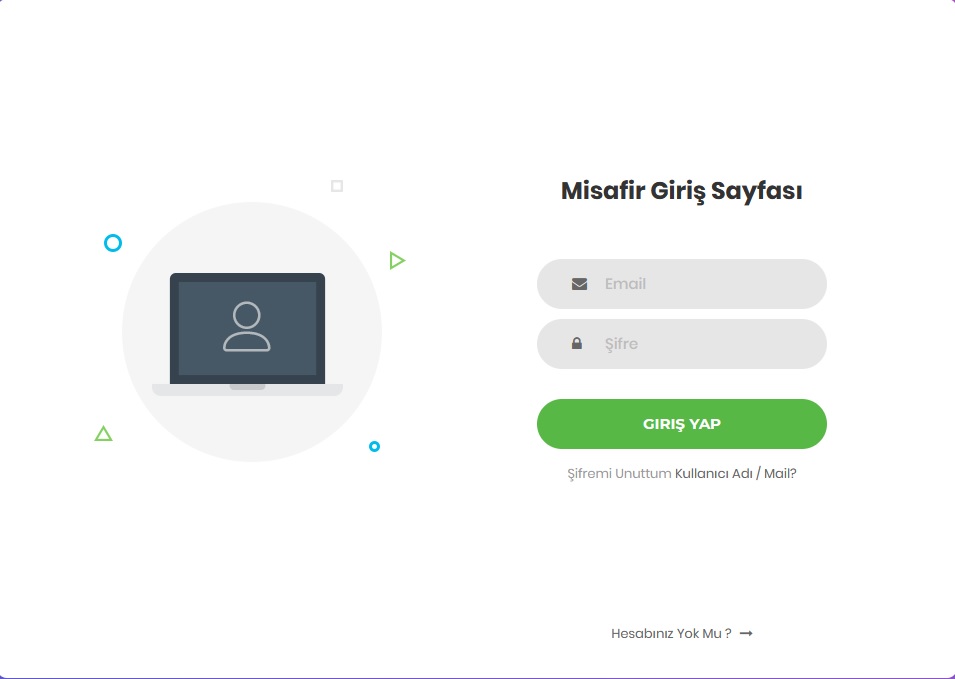 Misafir Giriş Sayfası
Email
Şifre
GIRIŞ YAP
Şifremi Unuttum Kullanıcı Adı / Mail?
Hesabınız Yok Mu ?